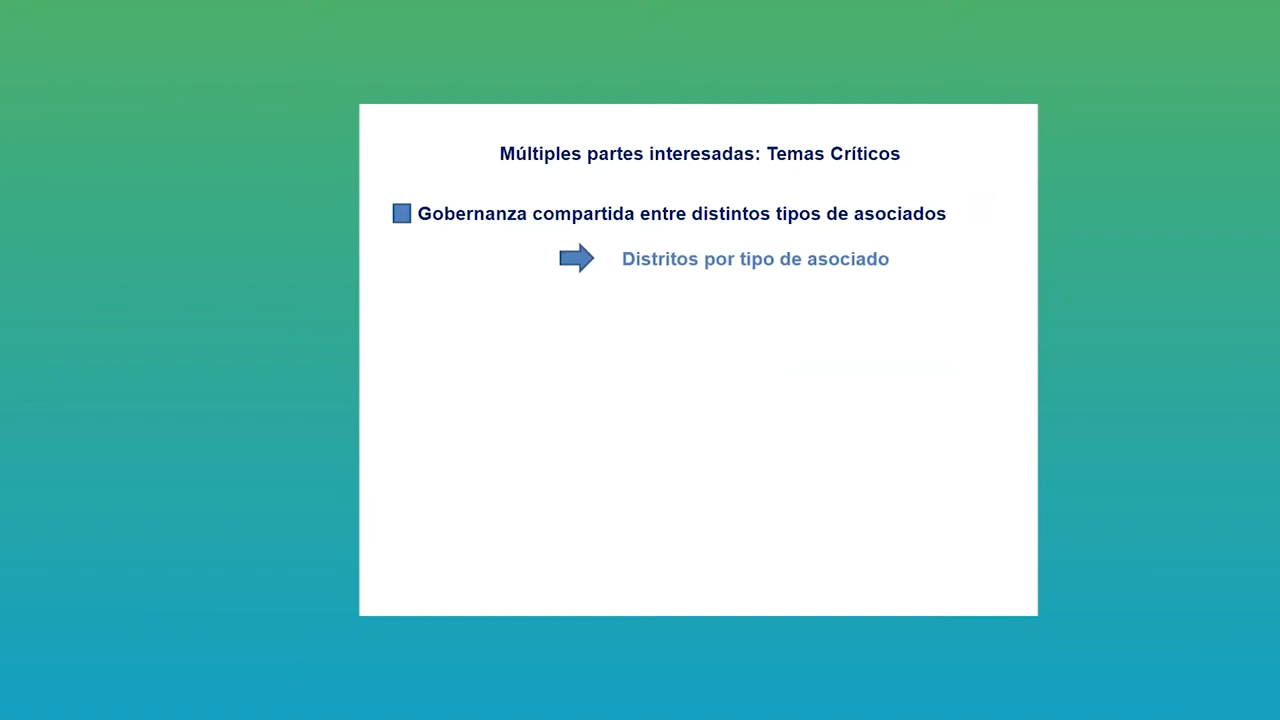 Múltiples partes interesadas: Temas Críticos
Gobernanza compartida entre distintos tipos de asociados
Distritos por tipo de asociado